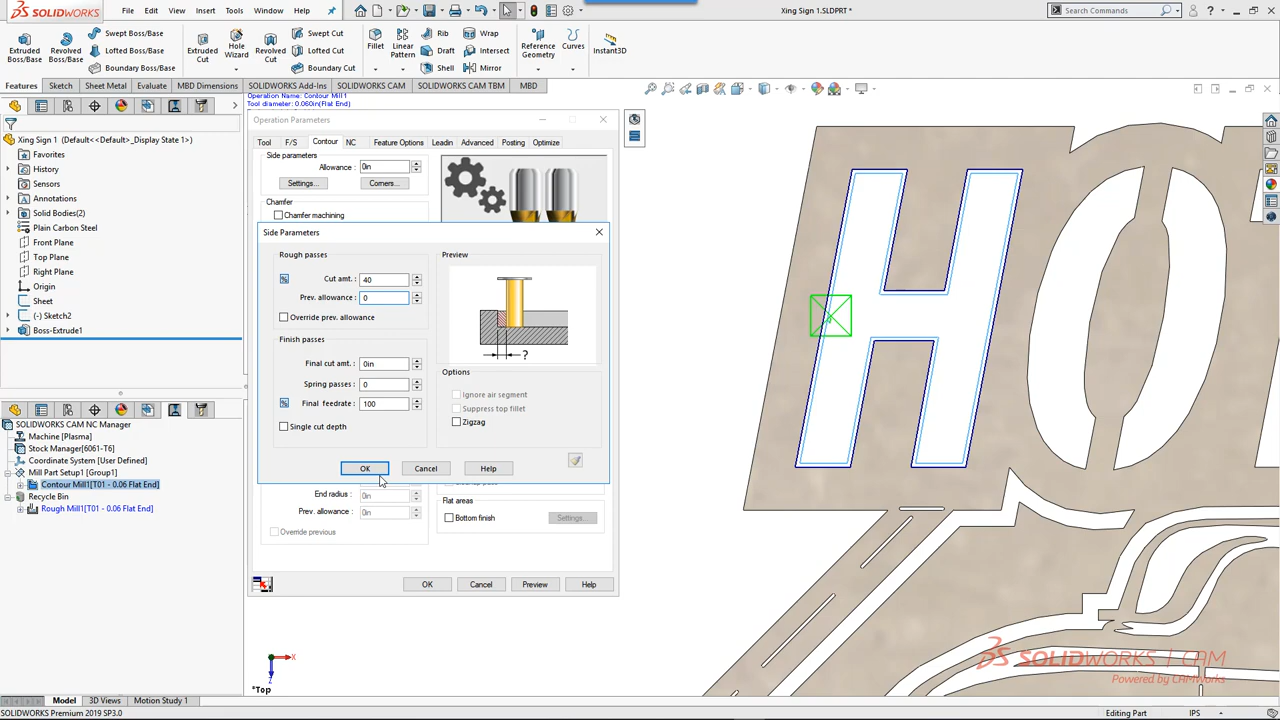 SOLIDWORKS
File Edit View Insert Tools Window Help
Xing Sign 1.SLDPRT *
Search Commands
Extruded Boss/Base
Revolved Boss/Base
Swept Boss/Base
Lofted Boss/Base
Boundary Boss/Base
Extruded Cut
Hole Wizard
Revolved Cut
Swept Cut
Lofted Cut
Boundary Cut
Fillet
Linear Pattern
Rib
Draft
Shell
Wrap
Intersect
Mirror
Reference Geometry
Curves
Instant3D
Features Sketch Sheet Metal Evaluate MBD Dimensions SOLIDWORKS Add-Ins SOLIDWORKS CAM SOLIDWORKS CAM TBM MBD
Operation Name: Contour Mill1
Tool diameter: 0.060in(Flat End)
Xing Sign 1 (Default<<Default>_Display State 1>)
Favorites
History
Sensors
Annotations
Solid Bodies(2)
Plain Carbon Steel
Front Plane
Top Plane
Right Plane
Origin
Sheet
(-) Sketch2
Boss-Extrude1
SOLIDWORKS CAM NC Manager
Machine [Plasma]
Stock Manager[6061-T6]
Coordinate System [User Defined]
Mill Part Setup1 [Group1]
Contour Mill1[T01 - 0.06 Flat End]
Recycle Bin
Rough Mill1[T01 - 0.06 Flat End]
Operation Parameters
Tool F/S Contour NC Feature Options Leadin Advanced Posting Optimize
Side parameters
Allowance : 0in
Settings... Corners...
Chamfer
Chamfer machining
Side Parameters
Rough passes
% Cut amt. : 40
Prev. allowance : 0
Override prev. allowance
Finish passes
Final cut amt. : 0in
Spring passes : 0
% Final feedrate : 100
Single cut depth
Preview
?
Options
Ignore air segment
Suppress top fillet
Zigzag
OK Cancel Help
End radius : 0in
Prev. allowance : 0in
Override previous
Flat areas
Bottom finish Settings...
OK Cancel Preview Help
HO
X
Z
*Top
SOLIDWORKS | CAM
Powered by CAMWorks
Model 3D Views Motion Study 1
SOLIDWORKS Premium 2019 SP3.0
Editing Part IPS